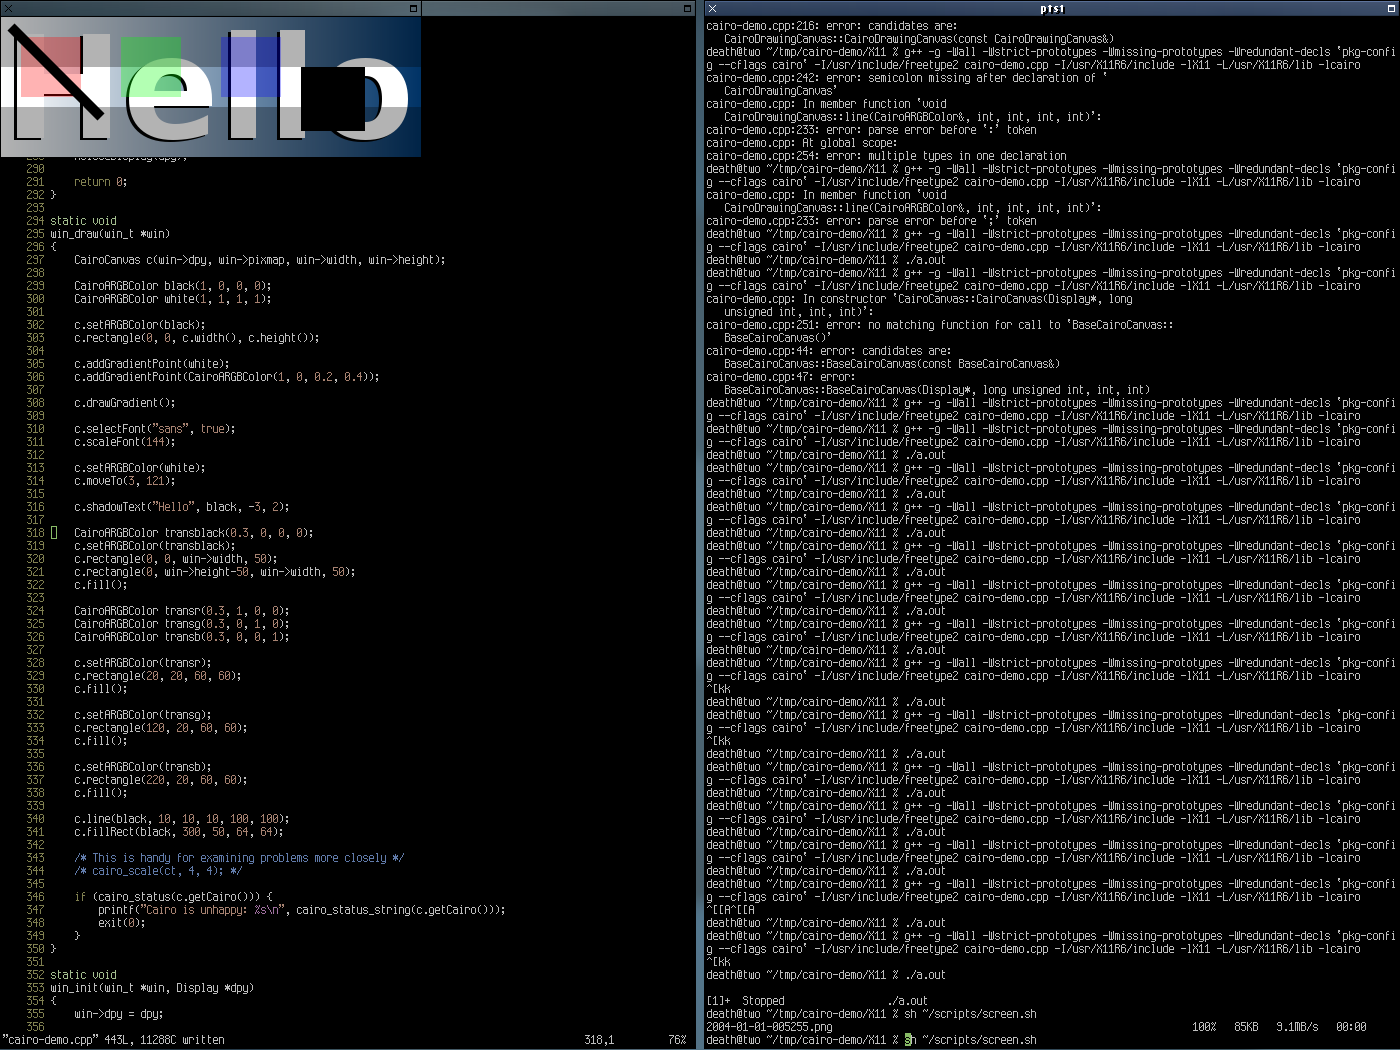 Hello
290
291     return 0;
292 }
293
294 static void
295 win_draw(win_t *win)
296 {
297     CairoCanvas c(win->dpy, win->pixmap, win->width, win->height);
298
299     CairoARGBColor black(1, 0, 0, 0);
300     CairoARGBColor white(1, 1, 1, 1);
301
302     c.setARGBColor(black);
303     c.rectangle(0, 0, c.width(), c.height());
304
305     c.addGradientPoint(white);
306     c.addGradientPoint(CairoARGBColor(1, 0, 0.2, 0.4));
307
308     c.drawGradient();
309
310     c.selectFont("sans", true);
311     c.scaleFont(144);
312
313     c.setARGBColor(white);
314     c.moveTo(3, 121);
315
316     c.shadowText("Hello", black, -3, 2);
317
318     CairoARGBColor transblack(0.3, 0, 0, 0);
319     c.setARGBColor(transblack);
320     c.rectangle(0, 0, win->width, 50);
321     c.rectangle(0, win->height-50, win->width, 50);
322     c.fill();
323
324     CairoARGBColor transr(0.3, 1, 0, 0);
325     CairoARGBColor transg(0.3, 0, 1, 0);
326     CairoARGBColor transb(0.3, 0, 0, 1);
327
328     c.setARGBColor(transr);
329     c.rectangle(20, 20, 60, 60);
330     c.fill();
331
332     c.setARGBColor(transg);
333     c.rectangle(120, 20, 60, 60);
334     c.fill();
335
336     c.setARGBColor(transb);
337     c.rectangle(220, 20, 60, 60);
338     c.fill();
339
340     c.line(black, 10, 10, 10, 100, 100);
341     c.fillRect(black, 300, 50, 64, 64);
342
343     /* This is handy for examining problems more closely */
344     /* cairo_scale(ct, 4, 4); */
345
346     if (cairo_status(c.getCairo())) {
347         printf("Cairo is unhappy: %s\n", cairo_status_string(c.getCairo()));
348         exit(0);
349     }
350 }
351
352 static void
353 win_init(win_t *win, Display *dpy)
354 {
355     win->dpy = dpy;
356
"cairo-demo.cpp" 443L, 11288C written     318,1     76%
pts1
cairo-demo.cpp:216: error: candidates are:
   CairoDrawingCanvas::CairoDrawingCanvas(const CairoDrawingCanvas&)
death@two ~/tmp/cairo-demo/X11 % g++ -g -Wall -Wstrict-prototypes -Wmissing-prototypes -Wredundant-decls `pkg-confi
g --cflags cairo` -I/usr/include/freetype2 cairo-demo.cpp -I/usr/X11R6/include -lX11 -L/usr/X11R6/lib -lcairo
cairo-demo.cpp:242: error: semicolon missing after declaration of `
   CairoDrawingCanvas'
cairo-demo.cpp: In member function `void
   CairoDrawingCanvas::line(CairoARGBColor&, int, int, int, int)':
cairo-demo.cpp:233: error: parse error before `:' token
cairo-demo.cpp: At global scope:
cairo-demo.cpp:254: error: multiple types in one declaration
death@two ~/tmp/cairo-demo/X11 % g++ -g -Wall -Wstrict-prototypes -Wmissing-prototypes -Wredundant-decls `pkg-confi
g --cflags cairo` -I/usr/include/freetype2 cairo-demo.cpp -I/usr/X11R6/include -lX11 -L/usr/X11R6/lib -lcairo
cairo-demo.cpp: In member function `void
   CairoDrawingCanvas::line(CairoARGBColor&, int, int, int, int)':
cairo-demo.cpp:233: error: parse error before `;' token
death@two ~/tmp/cairo-demo/X11 % g++ -g -Wall -Wstrict-prototypes -Wmissing-prototypes -Wredundant-decls `pkg-confi
g --cflags cairo` -I/usr/include/freetype2 cairo-demo.cpp -I/usr/X11R6/include -lX11 -L/usr/X11R6/lib -lcairo
death@two ~/tmp/cairo-demo/X11 % ./a.out
death@two ~/tmp/cairo-demo/X11 % g++ -g -Wall -Wstrict-prototypes -Wmissing-prototypes -Wredundant-decls `pkg-confi
g --cflags cairo` -I/usr/include/freetype2 cairo-demo.cpp -I/usr/X11R6/include -lX11 -L/usr/X11R6/lib -lcairo
cairo-demo.cpp: In constructor `CairoCanvas::CairoCanvas(Display*, long
   unsigned int, int, int)':
cairo-demo.cpp:251: error: no matching function for call to `BaseCairoCanvas::
   BaseCairoCanvas()'
cairo-demo.cpp:44: error: candidates are:
   BaseCairoCanvas::BaseCairoCanvas(const BaseCairoCanvas&)
cairo-demo.cpp:47: error:
   BaseCairoCanvas::BaseCairoCanvas(Display*, long unsigned int, int, int)
death@two ~/tmp/cairo-demo/X11 % g++ -g -Wall -Wstrict-prototypes -Wmissing-prototypes -Wredundant-decls `pkg-confi
g --cflags cairo` -I/usr/include/freetype2 cairo-demo.cpp -I/usr/X11R6/include -lX11 -L/usr/X11R6/lib -lcairo
death@two ~/tmp/cairo-demo/X11 % g++ -g -Wall -Wstrict-prototypes -Wmissing-prototypes -Wredundant-decls `pkg-confi
g --cflags cairo` -I/usr/include/freetype2 cairo-demo.cpp -I/usr/X11R6/include -lX11 -L/usr/X11R6/lib -lcairo
death@two ~/tmp/cairo-demo/X11 % ./a.out
death@two ~/tmp/cairo-demo/X11 % g++ -g -Wall -Wstrict-prototypes -Wmissing-prototypes -Wredundant-decls `pkg-confi
g --cflags cairo` -I/usr/include/freetype2 cairo-demo.cpp -I/usr/X11R6/include -lX11 -L/usr/X11R6/lib -lcairo
death@two ~/tmp/cairo-demo/X11 % ./a.out
death@two ~/tmp/cairo-demo/X11 % g++ -g -Wall -Wstrict-prototypes -Wmissing-prototypes -Wredundant-decls `pkg-confi
g --cflags cairo` -I/usr/include/freetype2 cairo-demo.cpp -I/usr/X11R6/include -lX11 -L/usr/X11R6/lib -lcairo
death@two ~/tmp/cairo-demo/X11 % ./a.out
death@two ~/tmp/cairo-demo/X11 % g++ -g -Wall -Wstrict-prototypes -Wmissing-prototypes -Wredundant-decls `pkg-confi
g --cflags cairo` -I/usr/include/freetype2 cairo-demo.cpp -I/usr/X11R6/include -lX11 -L/usr/X11R6/lib -lcairo
death@two ~/tmp/cairo-demo/X11 % ./a.out
death@two ~/tmp/cairo-demo/X11 % g++ -g -Wall -Wstrict-prototypes -Wmissing-prototypes -Wredundant-decls `pkg-confi
g --cflags cairo` -I/usr/include/freetype2 cairo-demo.cpp -I/usr/X11R6/include -lX11 -L/usr/X11R6/lib -lcairo
death@two ~/tmp/cairo-demo/X11 % ./a.out
death@two ~/tmp/cairo-demo/X11 % g++ -g -Wall -Wstrict-prototypes -Wmissing-prototypes -Wredundant-decls `pkg-confi
g --cflags cairo` -I/usr/include/freetype2 cairo-demo.cpp -I/usr/X11R6/include -lX11 -L/usr/X11R6/lib -lcairo
death@two ~/tmp/cairo-demo/X11 % ./a.out
death@two ~/tmp/cairo-demo/X11 % g++ -g -Wall -Wstrict-prototypes -Wmissing-prototypes -Wredundant-decls `pkg-confi
g --cflags cairo` -I/usr/include/freetype2 cairo-demo.cpp -I/usr/X11R6/include -lX11 -L/usr/X11R6/lib -lcairo
^[kk
death@two ~/tmp/cairo-demo/X11 % ./a.out
death@two ~/tmp/cairo-demo/X11 % g++ -g -Wall -Wstrict-prototypes -Wmissing-prototypes -Wredundant-decls `pkg-confi
g --cflags cairo` -I/usr/include/freetype2 cairo-demo.cpp -I/usr/X11R6/include -lX11 -L/usr/X11R6/lib -lcairo
^[kk
death@two ~/tmp/cairo-demo/X11 % ./a.out
death@two ~/tmp/cairo-demo/X11 % g++ -g -Wall -Wstrict-prototypes -Wmissing-prototypes -Wredundant-decls `pkg-confi
g --cflags cairo` -I/usr/include/freetype2 cairo-demo.cpp -I/usr/X11R6/include -lX11 -L/usr/X11R6/lib -lcairo
death@two ~/tmp/cairo-demo/X11 % ./a.out
death@two ~/tmp/cairo-demo/X11 % g++ -g -Wall -Wstrict-prototypes -Wmissing-prototypes -Wredundant-decls `pkg-confi
g --cflags cairo` -I/usr/include/freetype2 cairo-demo.cpp -I/usr/X11R6/include -lX11 -L/usr/X11R6/lib -lcairo
death@two ~/tmp/cairo-demo/X11 % ./a.out
death@two ~/tmp/cairo-demo/X11 % g++ -g -Wall -Wstrict-prototypes -Wmissing-prototypes -Wredundant-decls `pkg-confi
g --cflags cairo` -I/usr/include/freetype2 cairo-demo.cpp -I/usr/X11R6/include -lX11 -L/usr/X11R6/lib -lcairo
death@two ~/tmp/cairo-demo/X11 % ./a.out
death@two ~/tmp/cairo-demo/X11 % g++ -g -Wall -Wstrict-prototypes -Wmissing-prototypes -Wredundant-decls `pkg-confi
g --cflags cairo` -I/usr/include/freetype2 cairo-demo.cpp -I/usr/X11R6/include -lX11 -L/usr/X11R6/lib -lcairo
^[[A^[[A
death@two ~/tmp/cairo-demo/X11 % ./a.out
death@two ~/tmp/cairo-demo/X11 % g++ -g -Wall -Wstrict-prototypes -Wmissing-prototypes -Wredundant-decls `pkg-confi
g --cflags cairo` -I/usr/include/freetype2 cairo-demo.cpp -I/usr/X11R6/include -lX11 -L/usr/X11R6/lib -lcairo
^[kk
death@two ~/tmp/cairo-demo/X11 % ./a.out

[1]+  Stopped                 ./a.out
death@two ~/tmp/cairo-demo/X11 % sh ~/scripts/screen.sh
2004-01-01-005255.png     100%   85KB   9.1MB/s   00:00
death@two ~/tmp/cairo-demo/X11 % sh ~/scripts/screen.sh